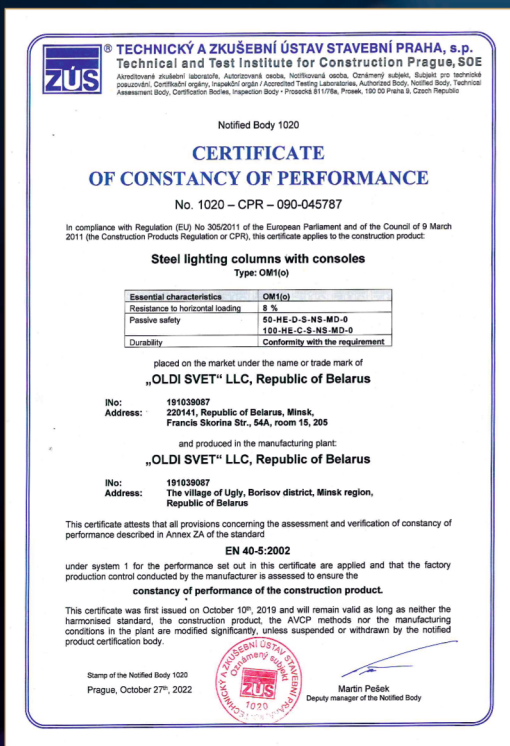 ZÚS
® TECHNICKÝ A ZKUŠEBNÍ ÚSTAV STAVEBNÍ PRAHA, s.p.
Technical and Test Institute for Construction Prague, SOE
Akreditované zkušební laboratoře, Autorizovaná osoba, Notifikovaná osoba, Oznámený subjekt, Subjekt pro technické
posuzování, Certifikační orgány, Inspekční orgán / Accredited Testing Laboratories, Authorized Body, Notified Body, Technical
Assessment Body, Certification Bodies, Inspection Body • Prosecká 811/76a, Prosek, 190 00 Praha 9, Czech Republic
Notified Body 1020
CERTIFICATE
OF CONSTANCY OF PERFORMANCE
No. 1020 – CPR – 090-045787
In compliance with Regulation (EU) No 305/2011 of the European Parliament and of the Council of 9 March
2011 (the Construction Products Regulation or CPR), this certificate applies to the construction product:
Steel lighting columns with consoles
Type: OM1(o)
Essential characteristics OM1(o)
Resistance to horizontal loading 8 %
Passive safety 50-HE-D-S-NS-MD-0
100-HE-C-S-NS-MD-0
Durability Conformity with the requirement
placed on the market under the name or trade mark of
„OLDI SVET“ LLC, Republic of Belarus
INo: 191039087
Address: 220141, Republic of Belarus, Minsk,
Francis Skorina Str., 54A, room 15, 205
and produced in the manufacturing plant:
„OLDI SVET“ LLC, Republic of Belarus
INo: 191039087
Address: The village of Ugly, Borisov district, Minsk region,
Republic of Belarus
This certificate attests that all provisions concerning the assessment and verification of constancy of
performance described in Annex ZA of the standard
EN 40-5:2002
under system 1 for the performance set out in this certificate are applied and that the factory
production control conducted by the manufacturer is assessed to ensure the
constancy of performance of the construction product.
This certificate was first issued on October 10th, 2019 and will remain valid as long as neither the
harmonised standard, the construction product, the AVCP methods nor the manufacturing
conditions in the plant are modified significantly, unless suspended or withdrawn by the notified
product certification body.
TECHNICKÝ A ZKUŠEBNÍ ÚSTAV STAVEBNÍ PRAHA
Oznámený subjekt
ZÚS
1020
Stamp of the Notified Body 1020
Prague, October 27th, 2022
Martin Pešek
Deputy manager of the Notified Body